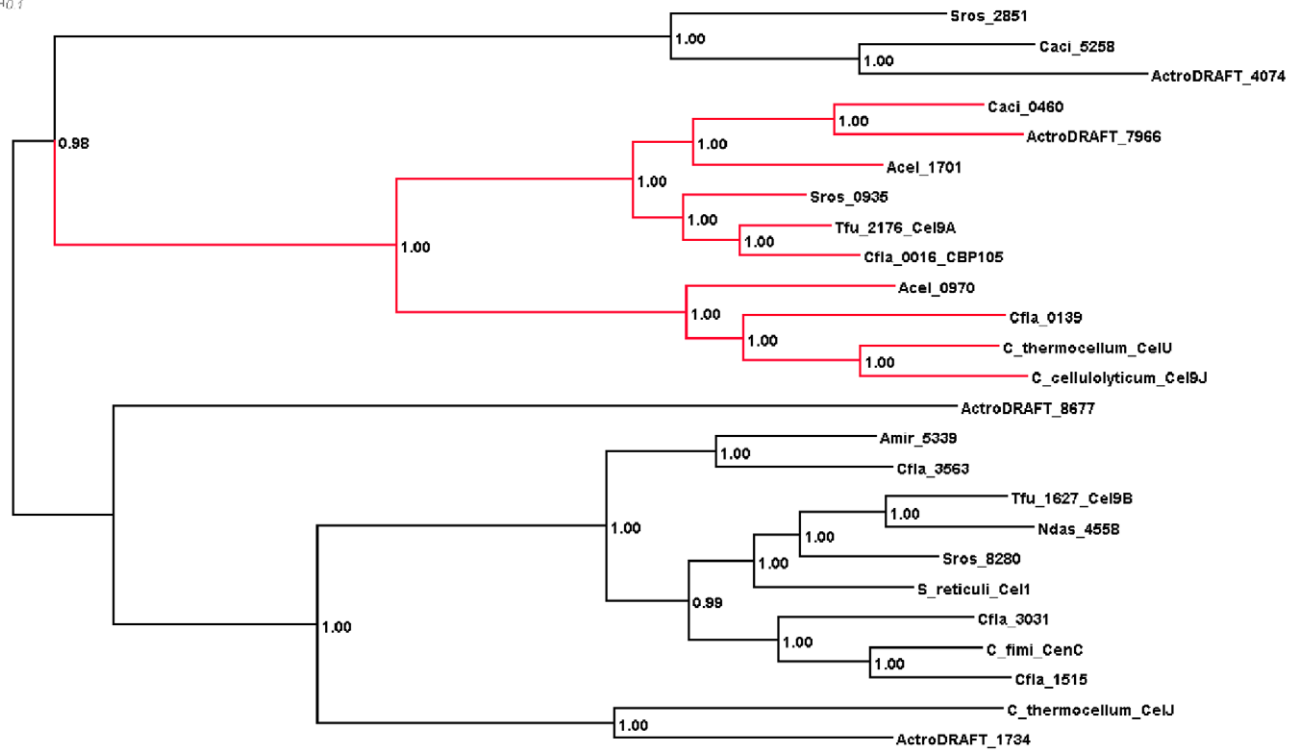 0.1
Sros_2851
1.00
Caci_5258
1.00
ActroDRAFT_4074
Caci_0460
1.00
ActroDRAFT_7966
0.98
1.00
Acel_1701
1.00
Sros_0935
1.00
Tfu_2176_Cel9A
1.00
1.00
Cfla_0016_CBP105
Acel_0970
1.00
Cfla_0139
1.00
C_thermocellum_CelU
1.00
C_cellulolyticum_Cel9J
ActroDRAFT_8677
Amir_5339
1.00
Cfla_3563
Tfu_1627_Cel9B
1.00
1.00
Ndas_4558
1.00
Sros_8280
1.00
S_reticuli_Cel1
0.99
Cfla_3031
1.00
1.00
C_fimi_CenC
1.00
Cfla_1515
C_thermocellum_CelJ
1.00
ActroDRAFT_1734